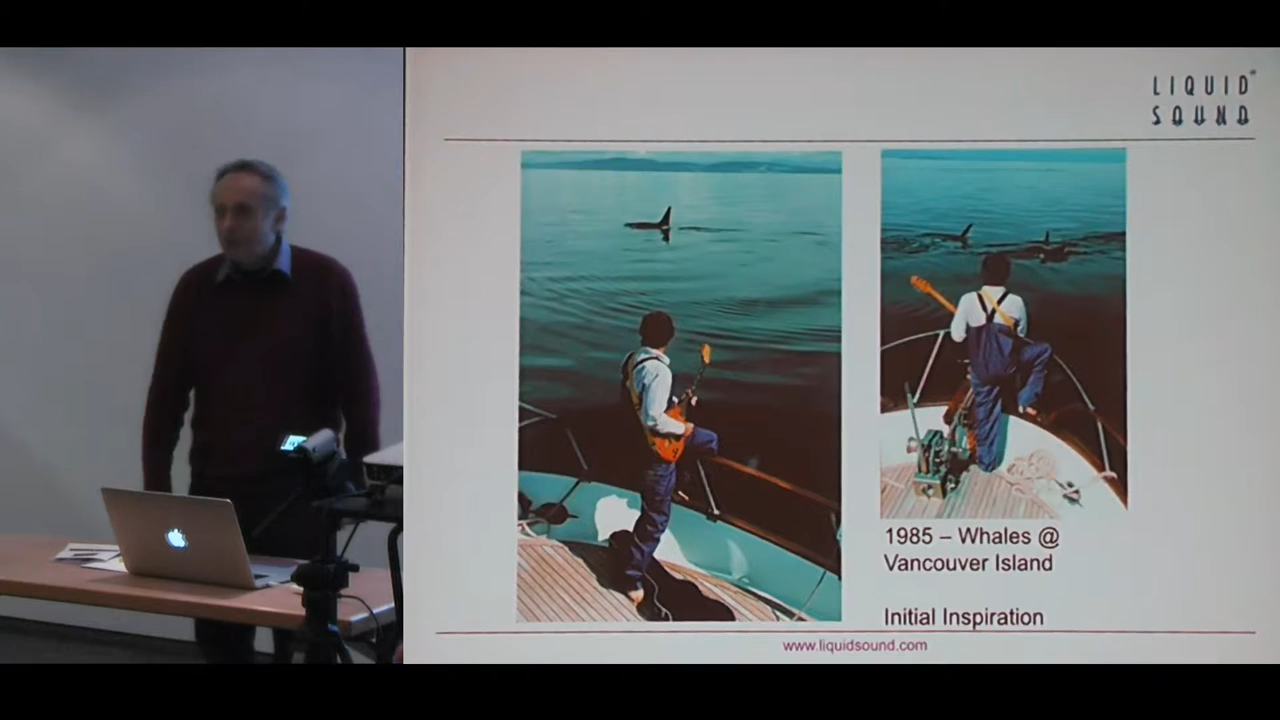 LIQUID®
SOUND
1985 – Whales @
Vancouver Island
Initial Inspiration
www.liquidsound.com